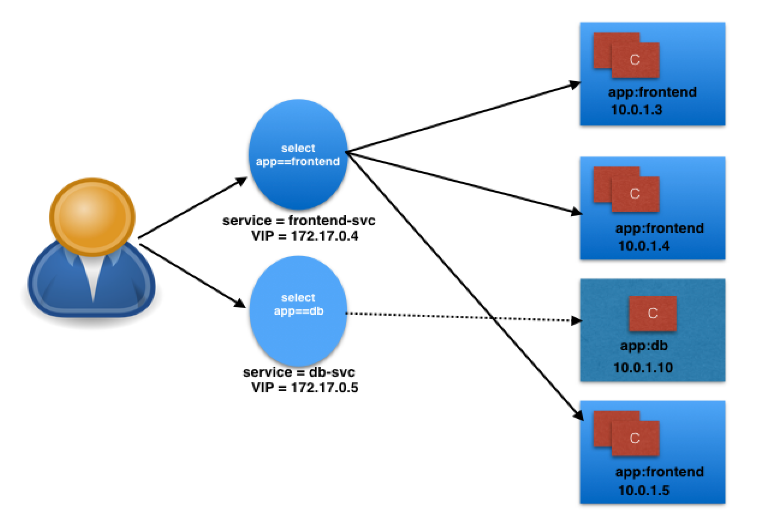 select
app==frontend
service = frontend-svc
VIP = 172.17.0.4
select
app==db
service = db-svc
VIP = 172.17.0.5
C
app:frontend
10.0.1.3
C
app:frontend
10.0.1.4
C
app:db
10.0.1.10
C
app:frontend
10.0.1.5